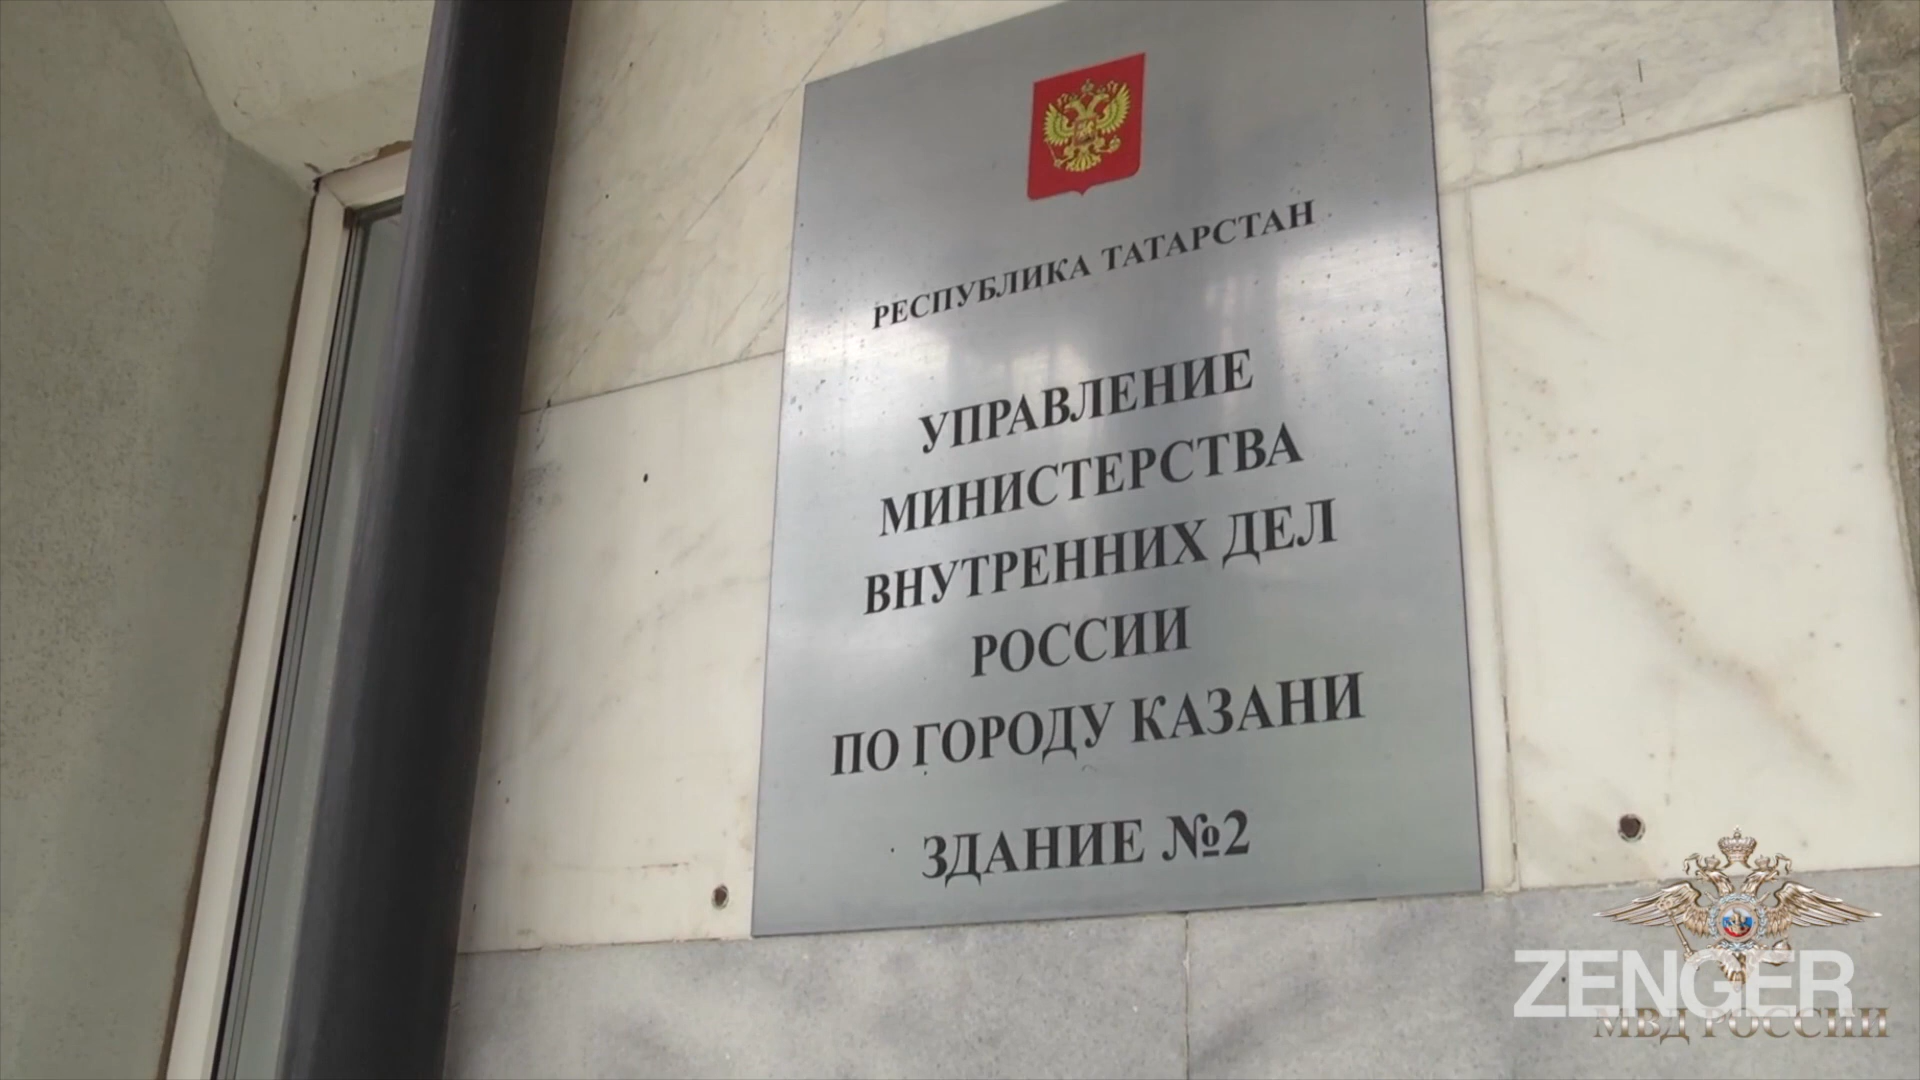 РЕСПУБЛИКА ТАТАРСТАН
УПРАВЛЕНИЕ
МИНИСТЕРСТВА
ВНУТРЕННИХ ДЕЛ
РОССИИ
ПО ГОРОДУ КАЗАНИ
ЗДАНИЕ №2
ZENGER
МВД РОССИИ